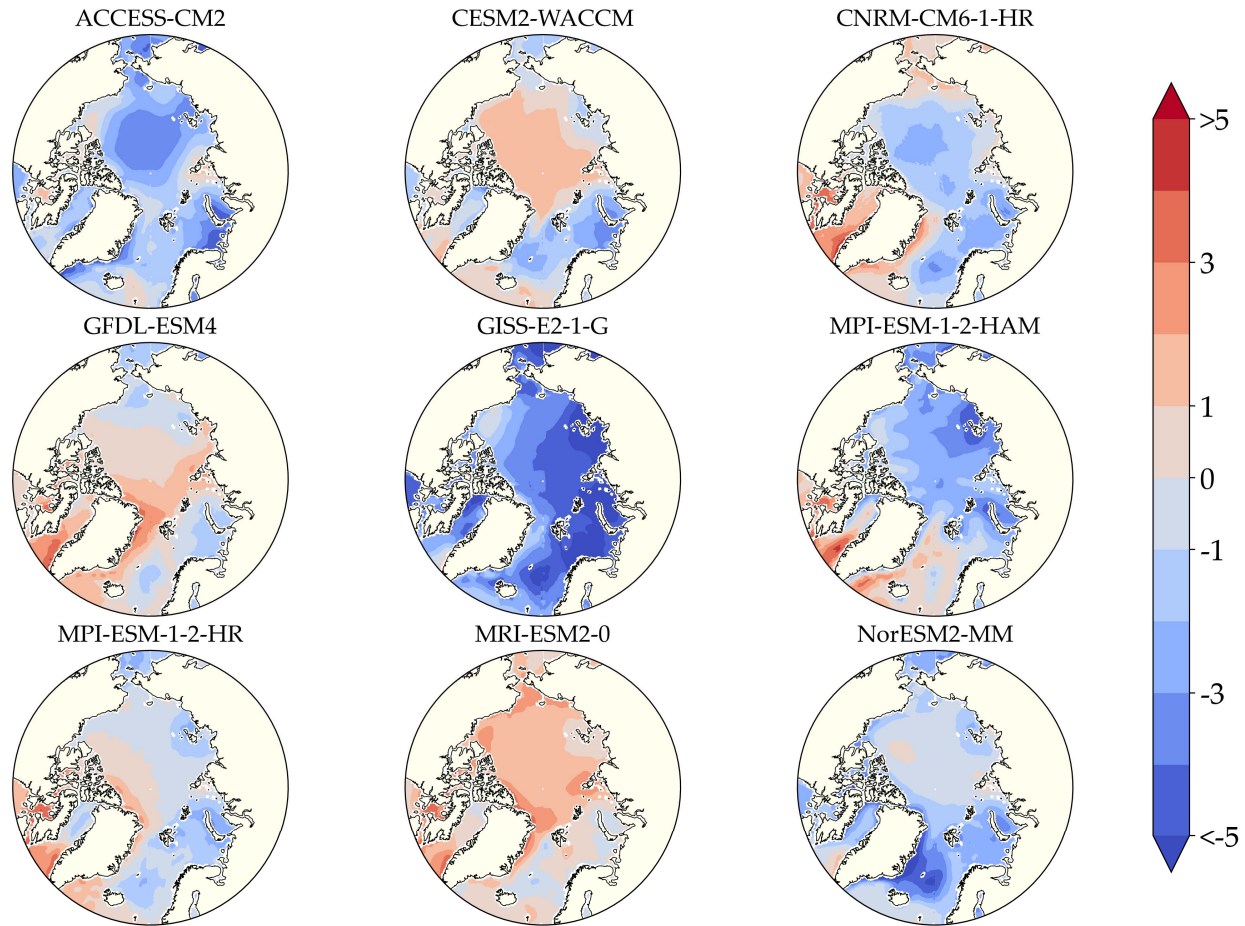 ACCESS-CM2
CESM2-WACCM
CNRM-CM6-1-HR
GFDL-ESM4
GISS-E2-1-G
MPI-ESM-1-2-HAM
MPI-ESM-1-2-HR
MRI-ESM2-0
NorESM2-MM
>5
3
1
0
-1
-3
<-5